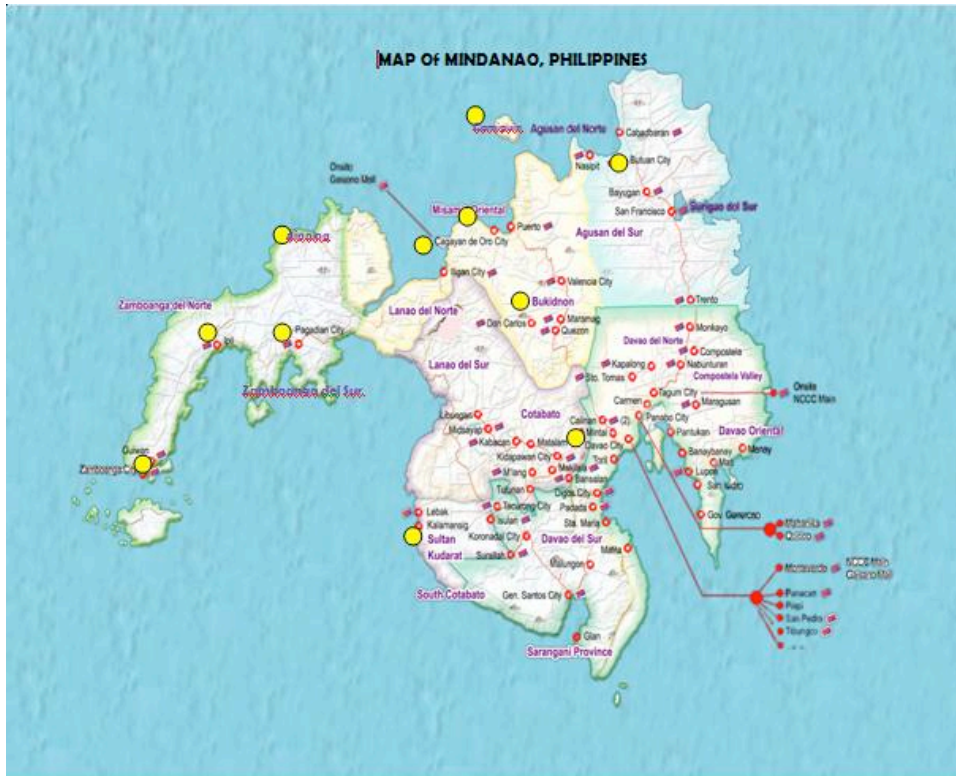 MAP Of MINDANAO, PHILIPPINES
Agusan del Norte
Cabadbaran
Nasipit
Butuan City
Onsite
Gaisano Mall
Bayugan
San Francisco
Surigao del Sur
Misamis Oriental
Puerto
Agusan del Sur
Cagayan de Oro City
Iligan City
Valencia City
Bukidnon
Trento
Zamboanga del Norte
Lanao del Norte
Don Carlos
Maramag
Quezon
Monkayo
Ipil
Pagadian City
Davao del Norte
Compostela
Lanao del Sur
Kapalong
Nabunturan
Sto. Tomas
Compostela Valley
Zamboanga del Sur
Tagum City
Onsite
NCCC Main
Carmen
Maragusan
Libungan
Cotabato
Calinan
(2)
Panabo City
Midsayap
Mintal
Pantukan
Davao Oriental
Kabacan
Matalam
Davao City
Banaybanay
Kidapawan City
Toril
Mati
Zamboanga City
M'lang
Makilala
Lupon
Bansalan
San Isidro
Tulunan
Digos City
Lebak
Tacurong City
Padada
Gov. Generoso
Kalamansig
Isulan
Sta. Maria
Sultan
Kudarat
Koronadal City
Davao del Sur
Surallah
Malita
Malungon
South Cotabato
Gen. Santos City
Panacan
Piapi
San Pedro
Tibungco
Glan
Sarangani Province